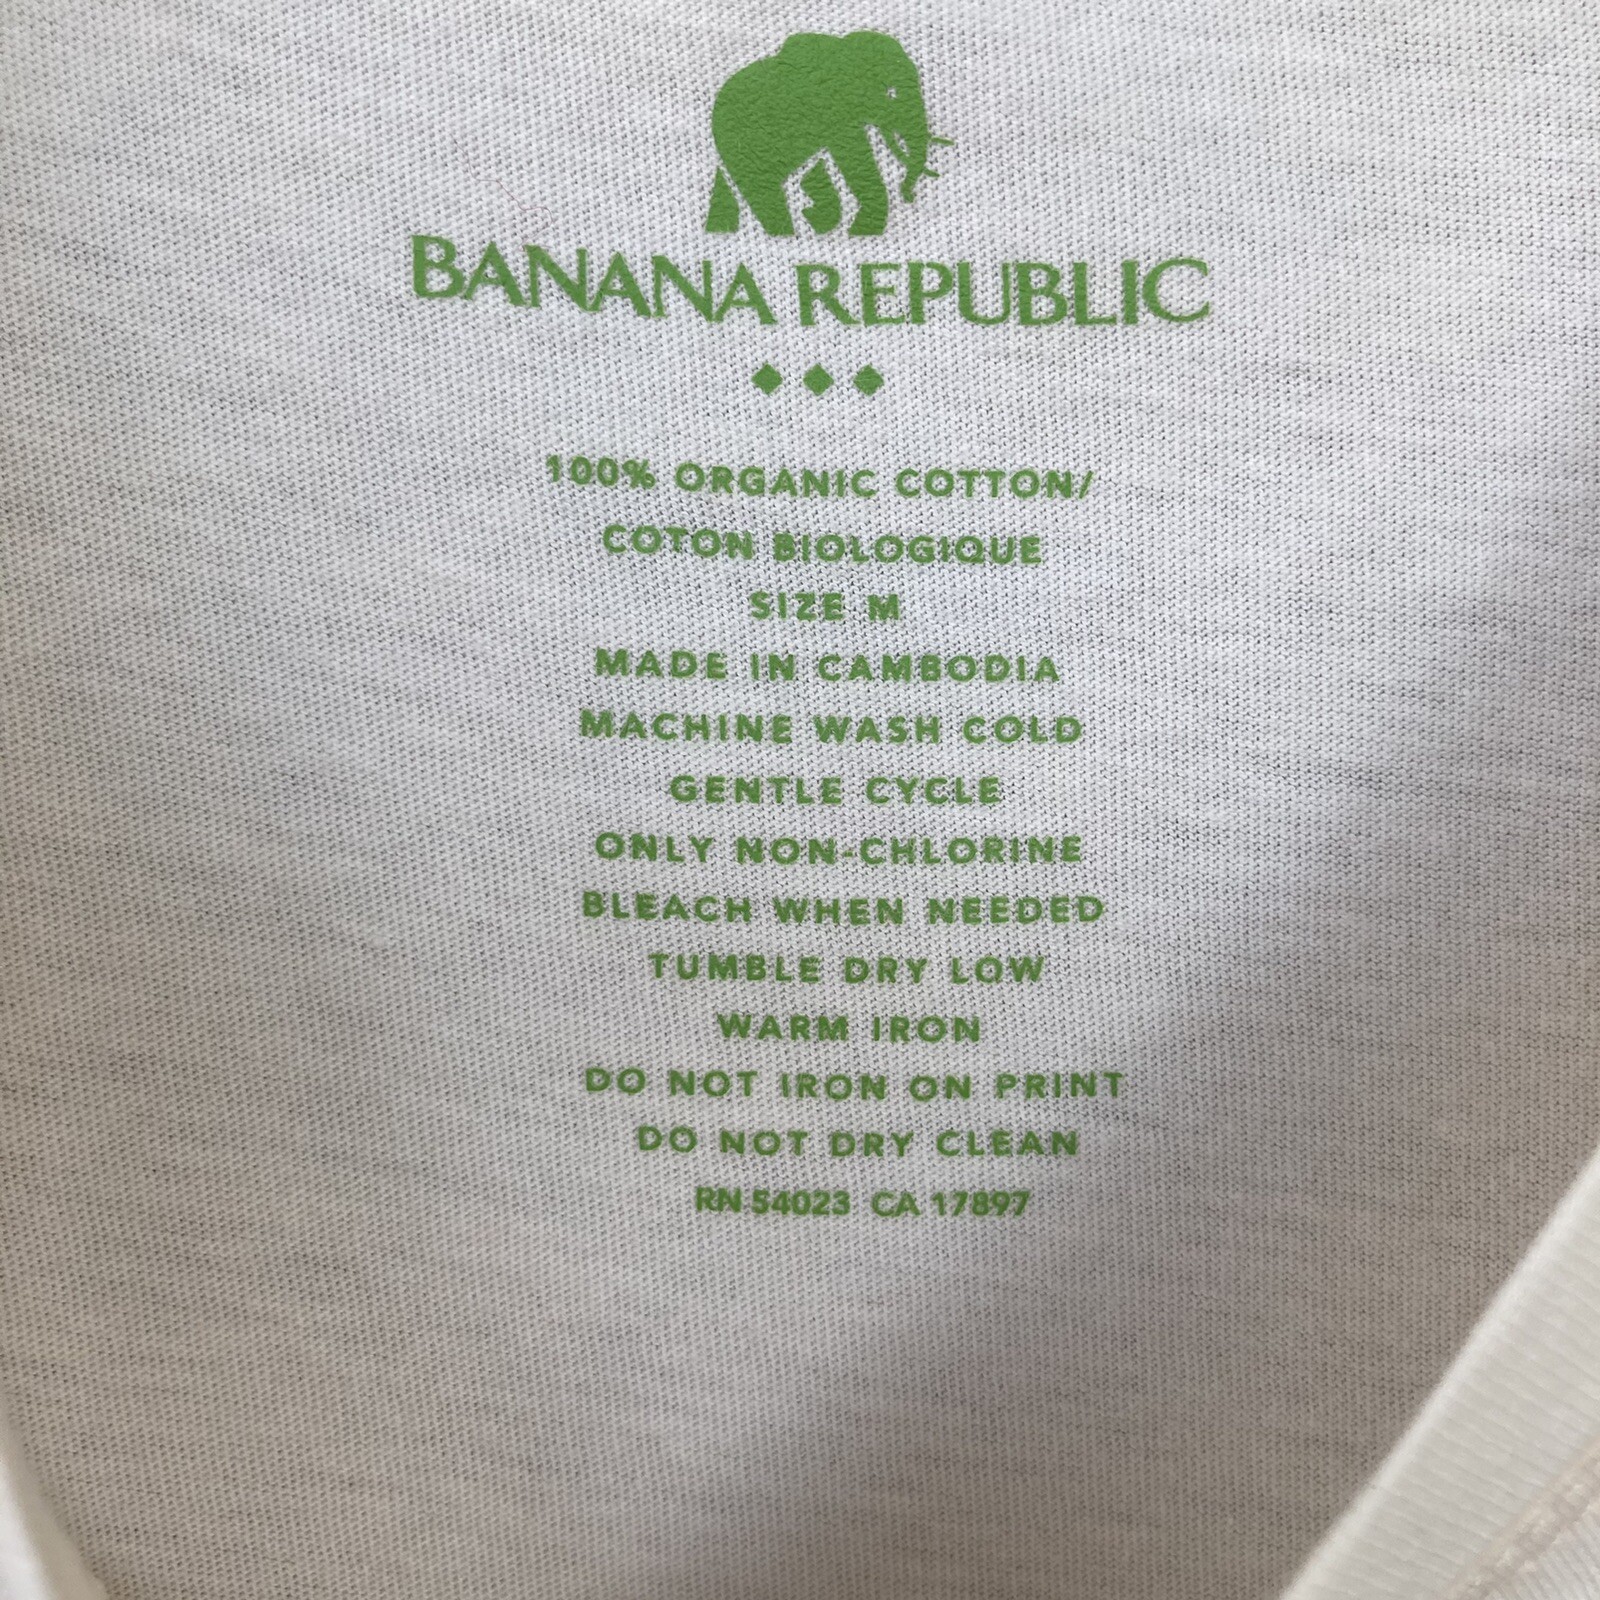 BANANA REPUBLIC
100% ORGANIC COTTON/
COTON BIOLOGIQUE
SIZE M
MADE IN CAMBODIA
MACHINE WASH COLD
GENTLE CYCLE
ONLY NON-CHLORINE
BLEACH WHEN NEEDED
TUMBLE DRY LOW
WARM IRON
DO NOT IRON ON PRINT
DO NOT DRY CLEAN
RN 54023 CA 17897